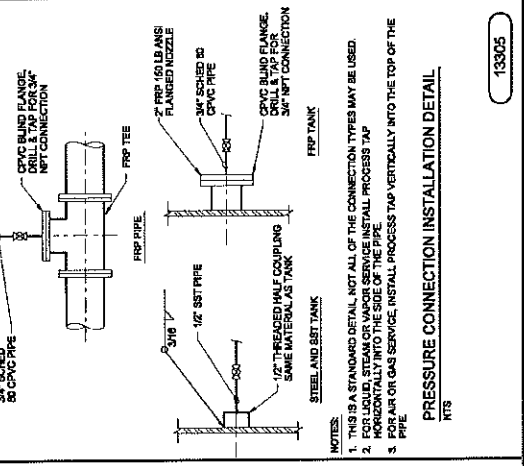 3/4" SCHED
80 CPVC PIPE
CPVC BLIND FLANGE,
DRILL & TAP FOR 3/4"
NPT CONNECTION
FRP TEE
FRP PIPE
2" FRP 150 LB ANSI
FLANGED NOZZLE
3/4" SCHED 80
CPVC PIPE
CPVC BLIND FLANGE,
DRILL & TAP FOR
3/4" NPT CONNECTION
FRP TANK
3/16
1/2" SST PIPE
1/2" THREADED HALF COUPLING
SAME MATERIAL AS TANK
STEEL AND SST TANK
NOTES:
1. THIS IS A STANDARD DETAIL, NOT ALL OF THE CONNECTION TYPES MAY BE USED.
2. FOR LIQUID, STEAM OR VAPOR SERVICE INSTALL PROCESS TAP
HORIZONTALLY INTO THE SIDE OF THE PIPE.
3. FOR AIR OR GAS SERVICE, INSTALL PROCESS TAP VERTICALLY INTO THE TOP OF THE
PIPE.
PRESSURE CONNECTION INSTALLATION DETAIL
NTS
13305